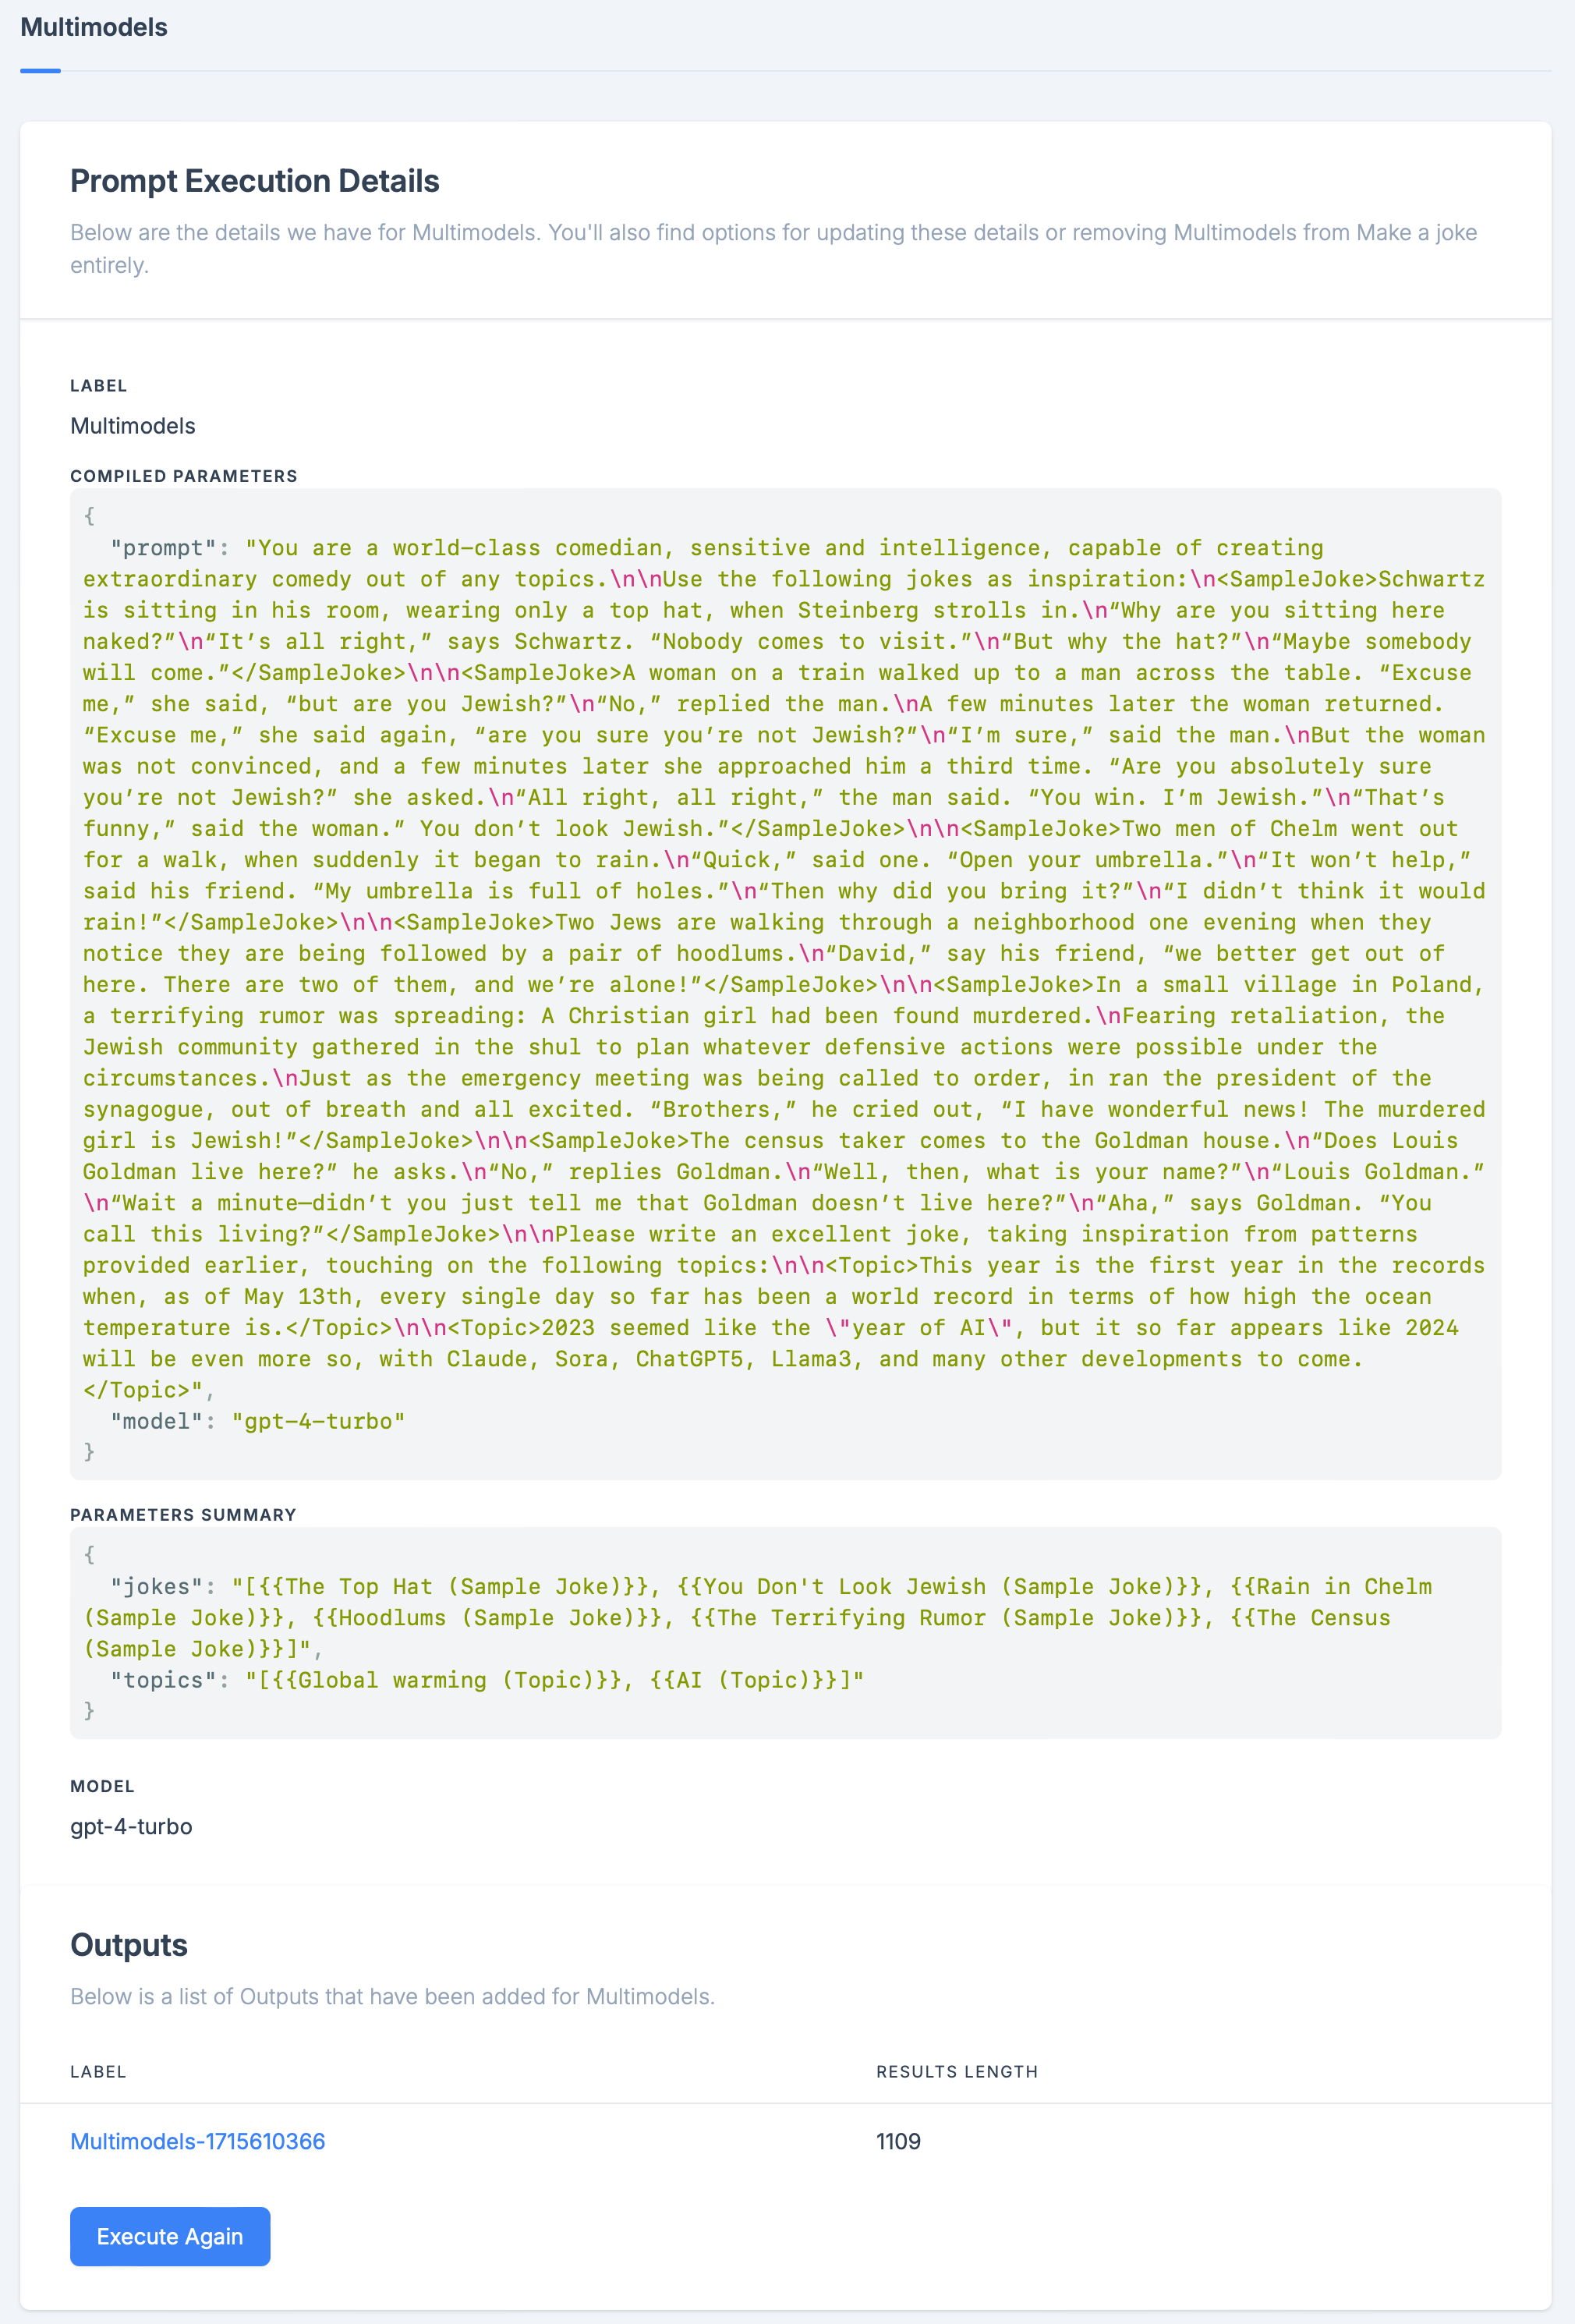 Multimodels
Prompt Execution Details
Below are the details we have for Multimodels. You'll also find options for updating these details or removing Multimodels from Make a joke
entirely.
LABEL
Multimodels
COMPILED PARAMETERS
{
  "prompt": "You are a world–class comedian, sensitive and intelligence, capable of creating
extraordinary comedy out of any topics.\n\nUse the following jokes as inspiration:\n<SampleJoke>Schwartz
is sitting in his room, wearing only a top hat, when Steinberg strolls in.\n“Why are you sitting here
naked?”\n“It’s all right,” says Schwartz. “Nobody comes to visit.”\n“But why the hat?”\n“Maybe somebody
will come.”</SampleJoke>\n\n<SampleJoke>A woman on a train walked up to a man across the table. “Excuse
me,” she said, “but are you Jewish?”\n“No,” replied the man.\nA few minutes later the woman returned.
“Excuse me,” she said again, “are you sure you’re not Jewish?”\n“I’m sure,” said the man.\nBut the woman
was not convinced, and a few minutes later she approached him a third time. “Are you absolutely sure
you’re not Jewish?” she asked.\n“All right, all right,” the man said. “You win. I’m Jewish.”\n“That’s
funny,” said the woman.” You don’t look Jewish.”</SampleJoke>\n\n<SampleJoke>Two men of Chelm went out
for a walk, when suddenly it began to rain.\n“Quick,” said one. “Open your umbrella.”\n“It won’t help,”
said his friend. “My umbrella is full of holes.”\n“Then why did you bring it?”\n“I didn’t think it would
rain!”</SampleJoke>\n\n<SampleJoke>Two Jews are walking through a neighborhood one evening when they
notice they are being followed by a pair of hoodlums.\n“David,” say his friend, “we better get out of
here. There are two of them, and we’re alone!”</SampleJoke>\n\n<SampleJoke>In a small village in Poland,
a terrifying rumor was spreading: A Christian girl had been found murdered.\nFearing retaliation, the
Jewish community gathered in the shul to plan whatever defensive actions were possible under the
circumstances.\nJust as the emergency meeting was being called to order, in ran the president of the
synagogue, out of breath and all excited. “Brothers,” he cried out, “I have wonderful news! The murdered
girl is Jewish!”</SampleJoke>\n\n<SampleJoke>The census taker comes to the Goldman house.\n“Does Louis
Goldman live here?” he asks.\n“No,” replies Goldman.\n“Well, then, what is your name?”\n“Louis Goldman.”
\n“Wait a minute—didn’t you just tell me that Goldman doesn’t live here?”\n“Aha,” says Goldman. “You
call this living?”</SampleJoke>\n\nPlease write an excellent joke, taking inspiration from patterns
provided earlier, touching on the following topics:\n\n<Topic>This year is the first year in the records
when, as of May 13th, every single day so far has been a world record in terms of how high the ocean
temperature is.</Topic>\n\n<Topic>2023 seemed like the \"year of AI\", but it so far appears like 2024
will be even more so, with Claude, Sora, ChatGPT5, Llama3, and many other developments to come.
</Topic>",
  "model": "gpt–4–turbo"
}
PARAMETERS SUMMARY
{
  "jokes": "[{{The Top Hat (Sample Joke)}}, {{You Don't Look Jewish (Sample Joke)}}, {{Rain in Chelm
(Sample Joke)}}, {{Hoodlums (Sample Joke)}}, {{The Terrifying Rumor (Sample Joke)}}, {{The Census
(Sample Joke)}}]",
  "topics": "[{{Global warming (Topic)}}, {{AI (Topic)}}]"
}
MODEL
gpt-4-turbo
Outputs
Below is a list of Outputs that have been added for Multimodels.
LABEL RESULTS LENGTH
Multimodels-1715610366 1109
Execute Again